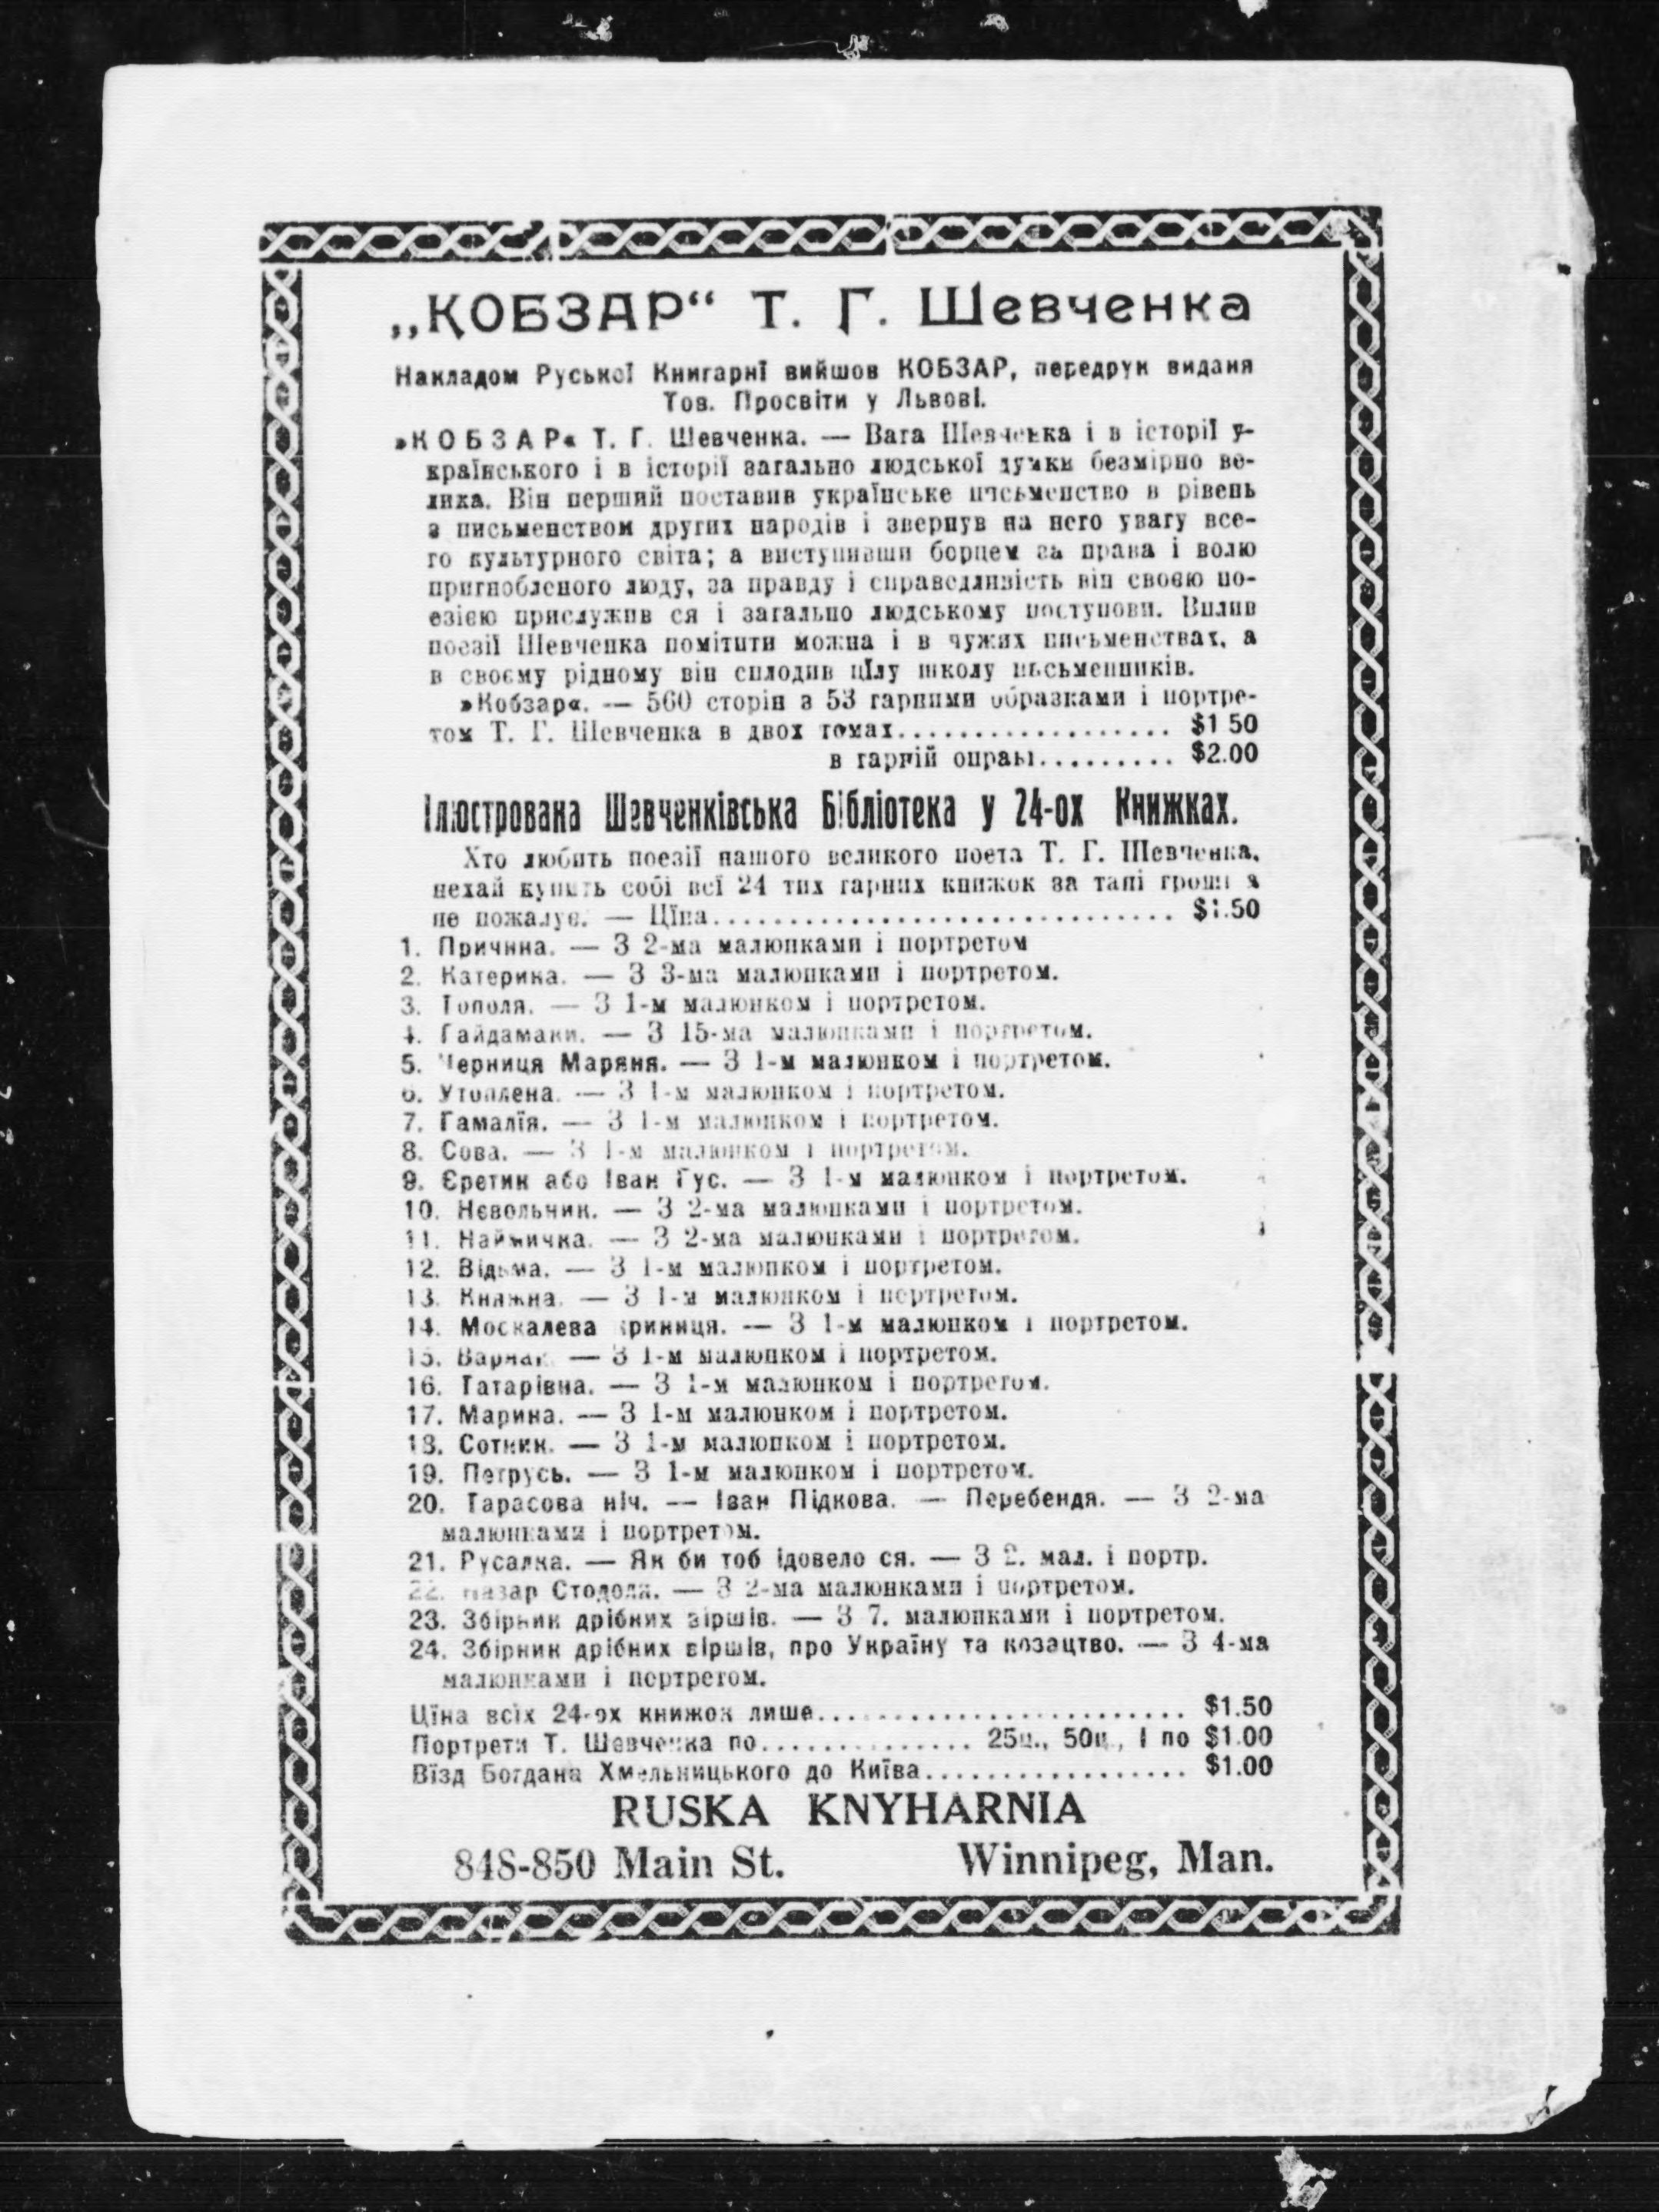 „КОБЗАР“ Т. Г. Шевченка
Накладом Руської Книгарнї вийшов КОБЗАР, передрук виданя
Тов. Просвіти у Львові.
»КОБЗАР« Т. Г. Шевченка. — Вага Шевченка і в історії у-
країнського і в історії загально людської думки безмірно ве-
лика. Він перший поставив українське письменство в рівень
з письменством других народів і звернув на него увагу все-
го культурного світа; а виступивши борцем за права і волю
пригнобленого люду, за правду і справедливість він своєю по-
езією прислужив ся і загально людському поступови. Вплив
поезії Шевченка помітити можна і в чужих письменствах, а
в своєму рідному він сплодив цїлу школу письменників.
»Кобзар«. — 560 сторін з 53 гарними образками і портре-
том Т. Г. Шевченка в двох томах.................. $1 50
в гарній оправі......... $2.00
Ілюстрована Шевченківська Бібліотека у 24-ох Книжках.
Хто любить поезії нашого великого поета Т. Г. Шевченка,
нехай купить собі всї 24 тих гарних книжок за тані гроші а
не пожалує. — Цїна............................... $1.50
1. Причина. — З 2-ма малюнками і портретом
2. Катерина. — З 3-ма малюнками і портретом.
3. Тополя. — З 1-м малюнком і портретом.
4. Гайдамаки. — З 15-ма малюнками і портретом.
5. Черниця Маряня. — З 1-м малюнком і портретом.
6. Утоплена. — З 1-м малюнком і портретом.
7. Гамалїя. — З 1-м малюнком і портретом.
8. Сова. — З 1-м малюнком і портретом.
9. Єретик або Іван Гус. — З 1-м малюнком і портретом.
10. Нєвольник. — З 2-ма малюнками і портретом.
11. Наймичка. — З 2-ма малюнками і портретом.
12. Відьма. — З 1-м малюнком і портретом.
13. Княжна. — З 1-м малюнком і портретом.
14. Москалева криниця. — З 1-м малюнком і портретом.
15. Варнак. — З 1-м малюнком і портретом.
16. Татарівна. — З 1-м малюнком і портретом.
17. Марина. — З 1-м малюнком і портретом.
18. Сотник. — З 1-м малюнком і портретом.
19. Петрусь. — З 1-м малюнком і портретом.
20. Тарасова ніч. — Іван Підкова. — Перебендя. — З 2-ма
малюнками і портретом.
21. Русалка. — Як би тоб ідовело ся. — З 2. мал. і портр.
22. Назар Стодоля. — З 2-ма малюнками і портретом.
23. Збірник дрібних віршів. — З 7. малюнками і портретом.
24. Збірник дрібних віршів, про Україну та козацтво. — З 4-ма
малюнками і портретом.
Цїна всїх 24-ох книжок лише........................ $1.50
Портрети Т. Шевченка по.............. 25ц., 50ц., і по $1.00
Вїзд Богдана Хмельницького до Київа.................. $1.00
RUSKA KNYHARNIA
848-850 Main St. Winnipeg, Man.